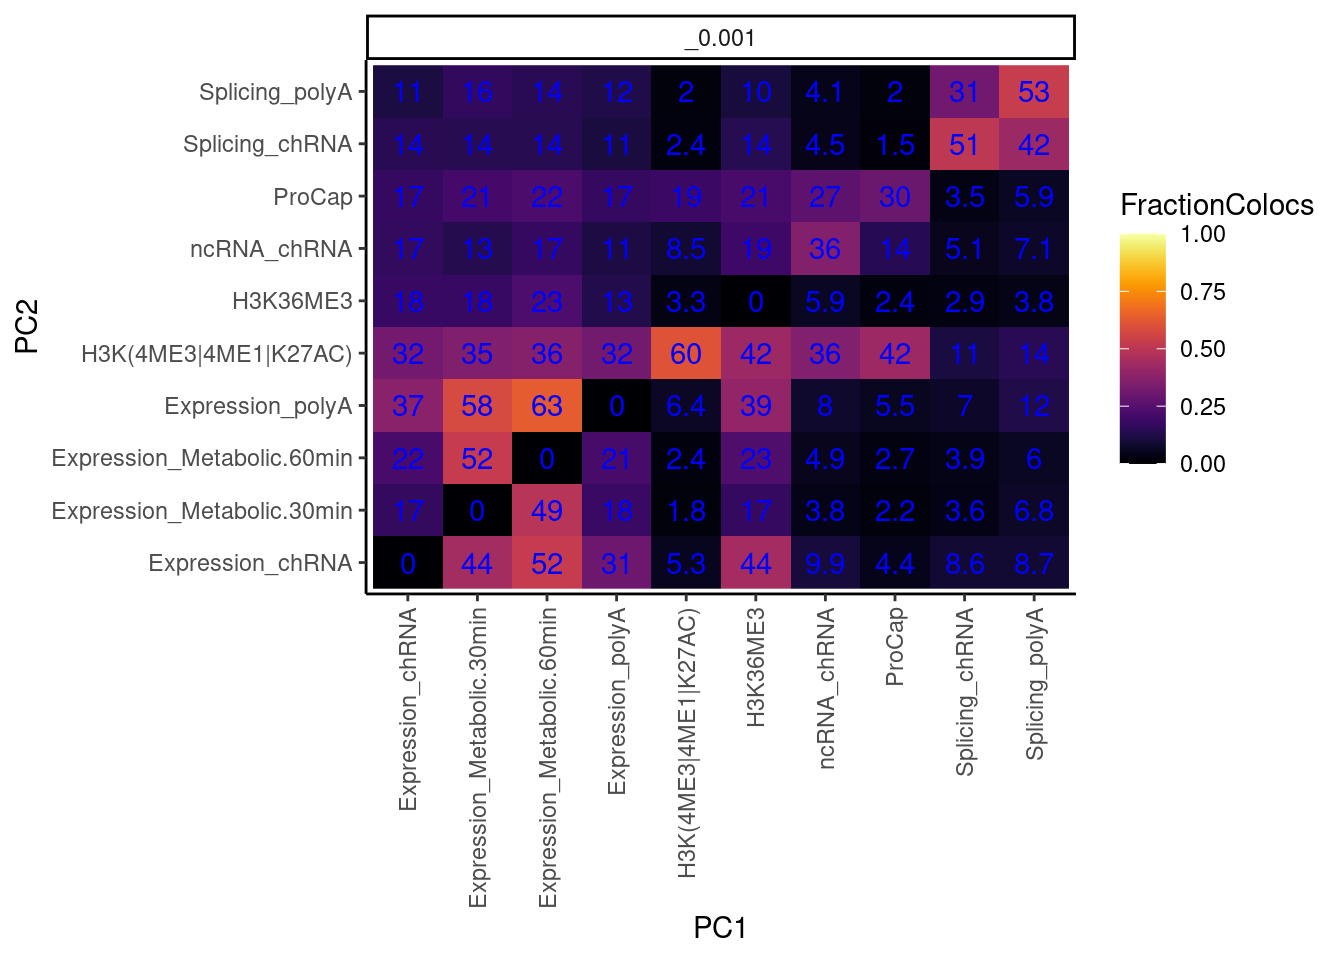 _0.001
Splicing_polyA 11 16 14 12 2 10 4.1 2 31 53
Splicing_chRNA 14 14 14 11 2.4 14 4.5 1.5 51 42
ProCap 17 21 22 17 19 21 27 30 3.5 5.9
ncRNA_chRNA 17 13 17 11 8.5 19 36 14 5.1 7.1
H3K36ME3 18 18 23 13 3.3 0 5.9 2.4 2.9 3.8
H3K(4ME3|4ME1|K27AC) 32 35 36 32 60 42 36 42 11 14
Expression_polyA 37 58 63 0 6.4 39 8 5.5 7 12
Expression_Metabolic.60min 22 52 0 21 2.4 23 4.9 2.7 3.9 6
Expression_Metabolic.30min 17 0 49 18 1.8 17 3.8 2.2 3.6 6.8
Expression_chRNA 0 44 52 31 5.3 44 9.9 4.4 8.6 8.7
PC2
Expression_chRNA
Expression_Metabolic.30min
Expression_Metabolic.60min
Expression_polyA
H3K(4ME3|4ME1|K27AC)
H3K36ME3
ncRNA_chRNA
ProCap
Splicing_chRNA
Splicing_polyA
PC1
FractionColocs
1.00
0.75
0.50
0.25
0.00